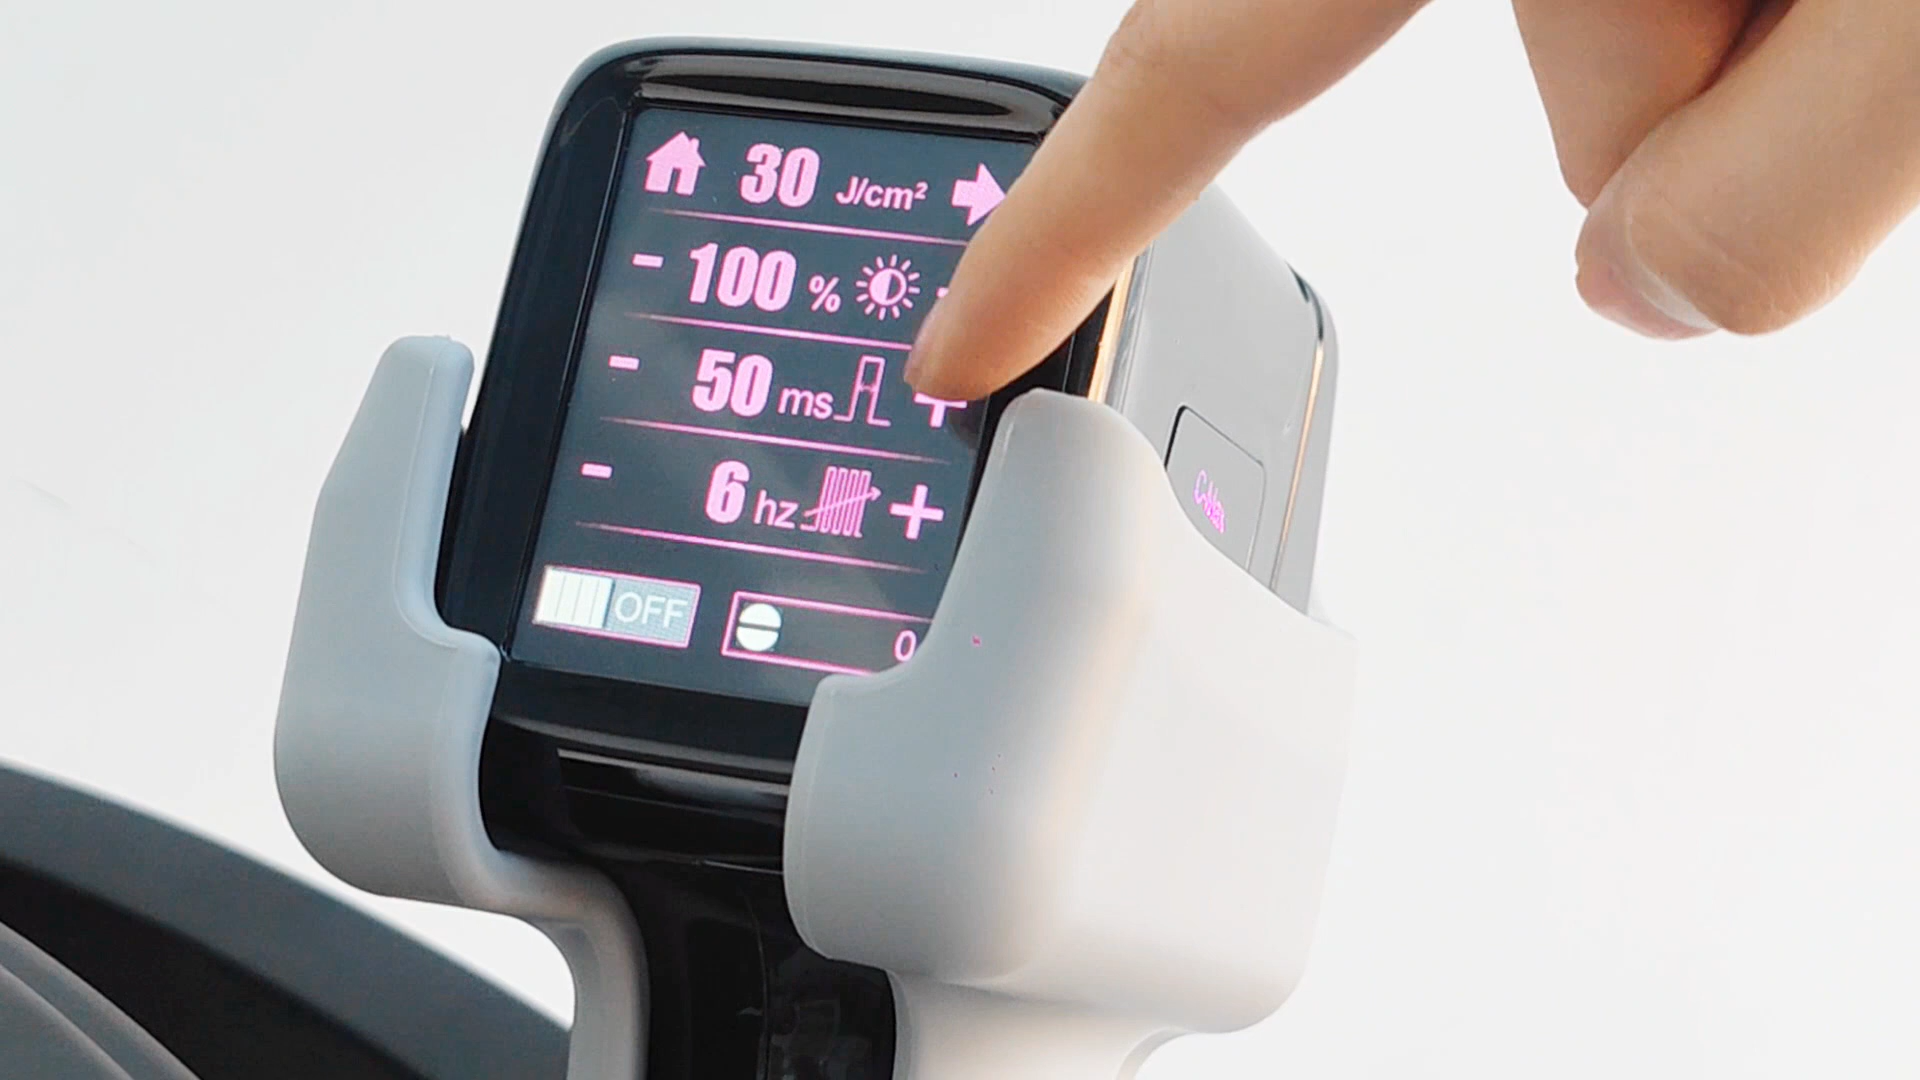 30 J/cm²
- 100 %
- 50 ms +
- 6 hz +
OFF
0